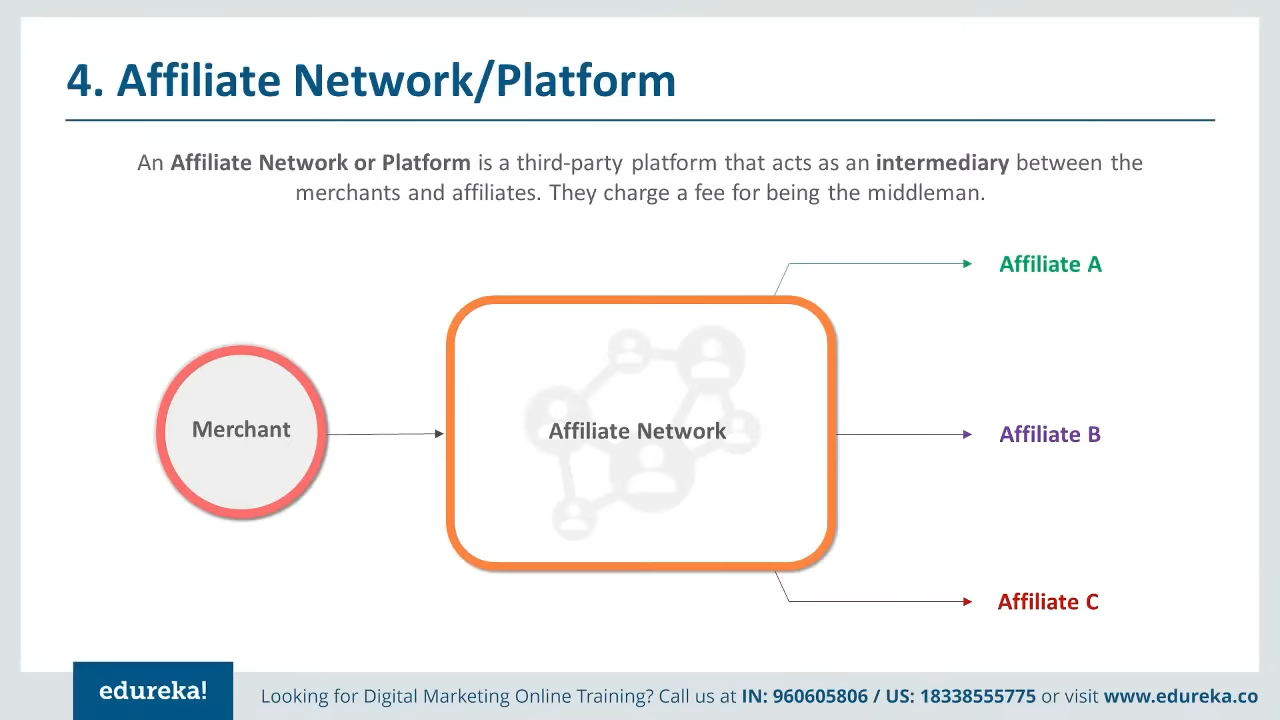 4. Affiliate Network/Platform
An Affiliate Network or Platform is a third-party platform that acts as an intermediary between the
merchants and affiliates. They charge a fee for being the middleman.
Affiliate A
Merchant
Affiliate Network
Affiliate B
Affiliate C
edureka!
Looking for Digital Marketing Online Training? Call us at IN: 960605806 / US: 18338555775 or visit www.edureka.co